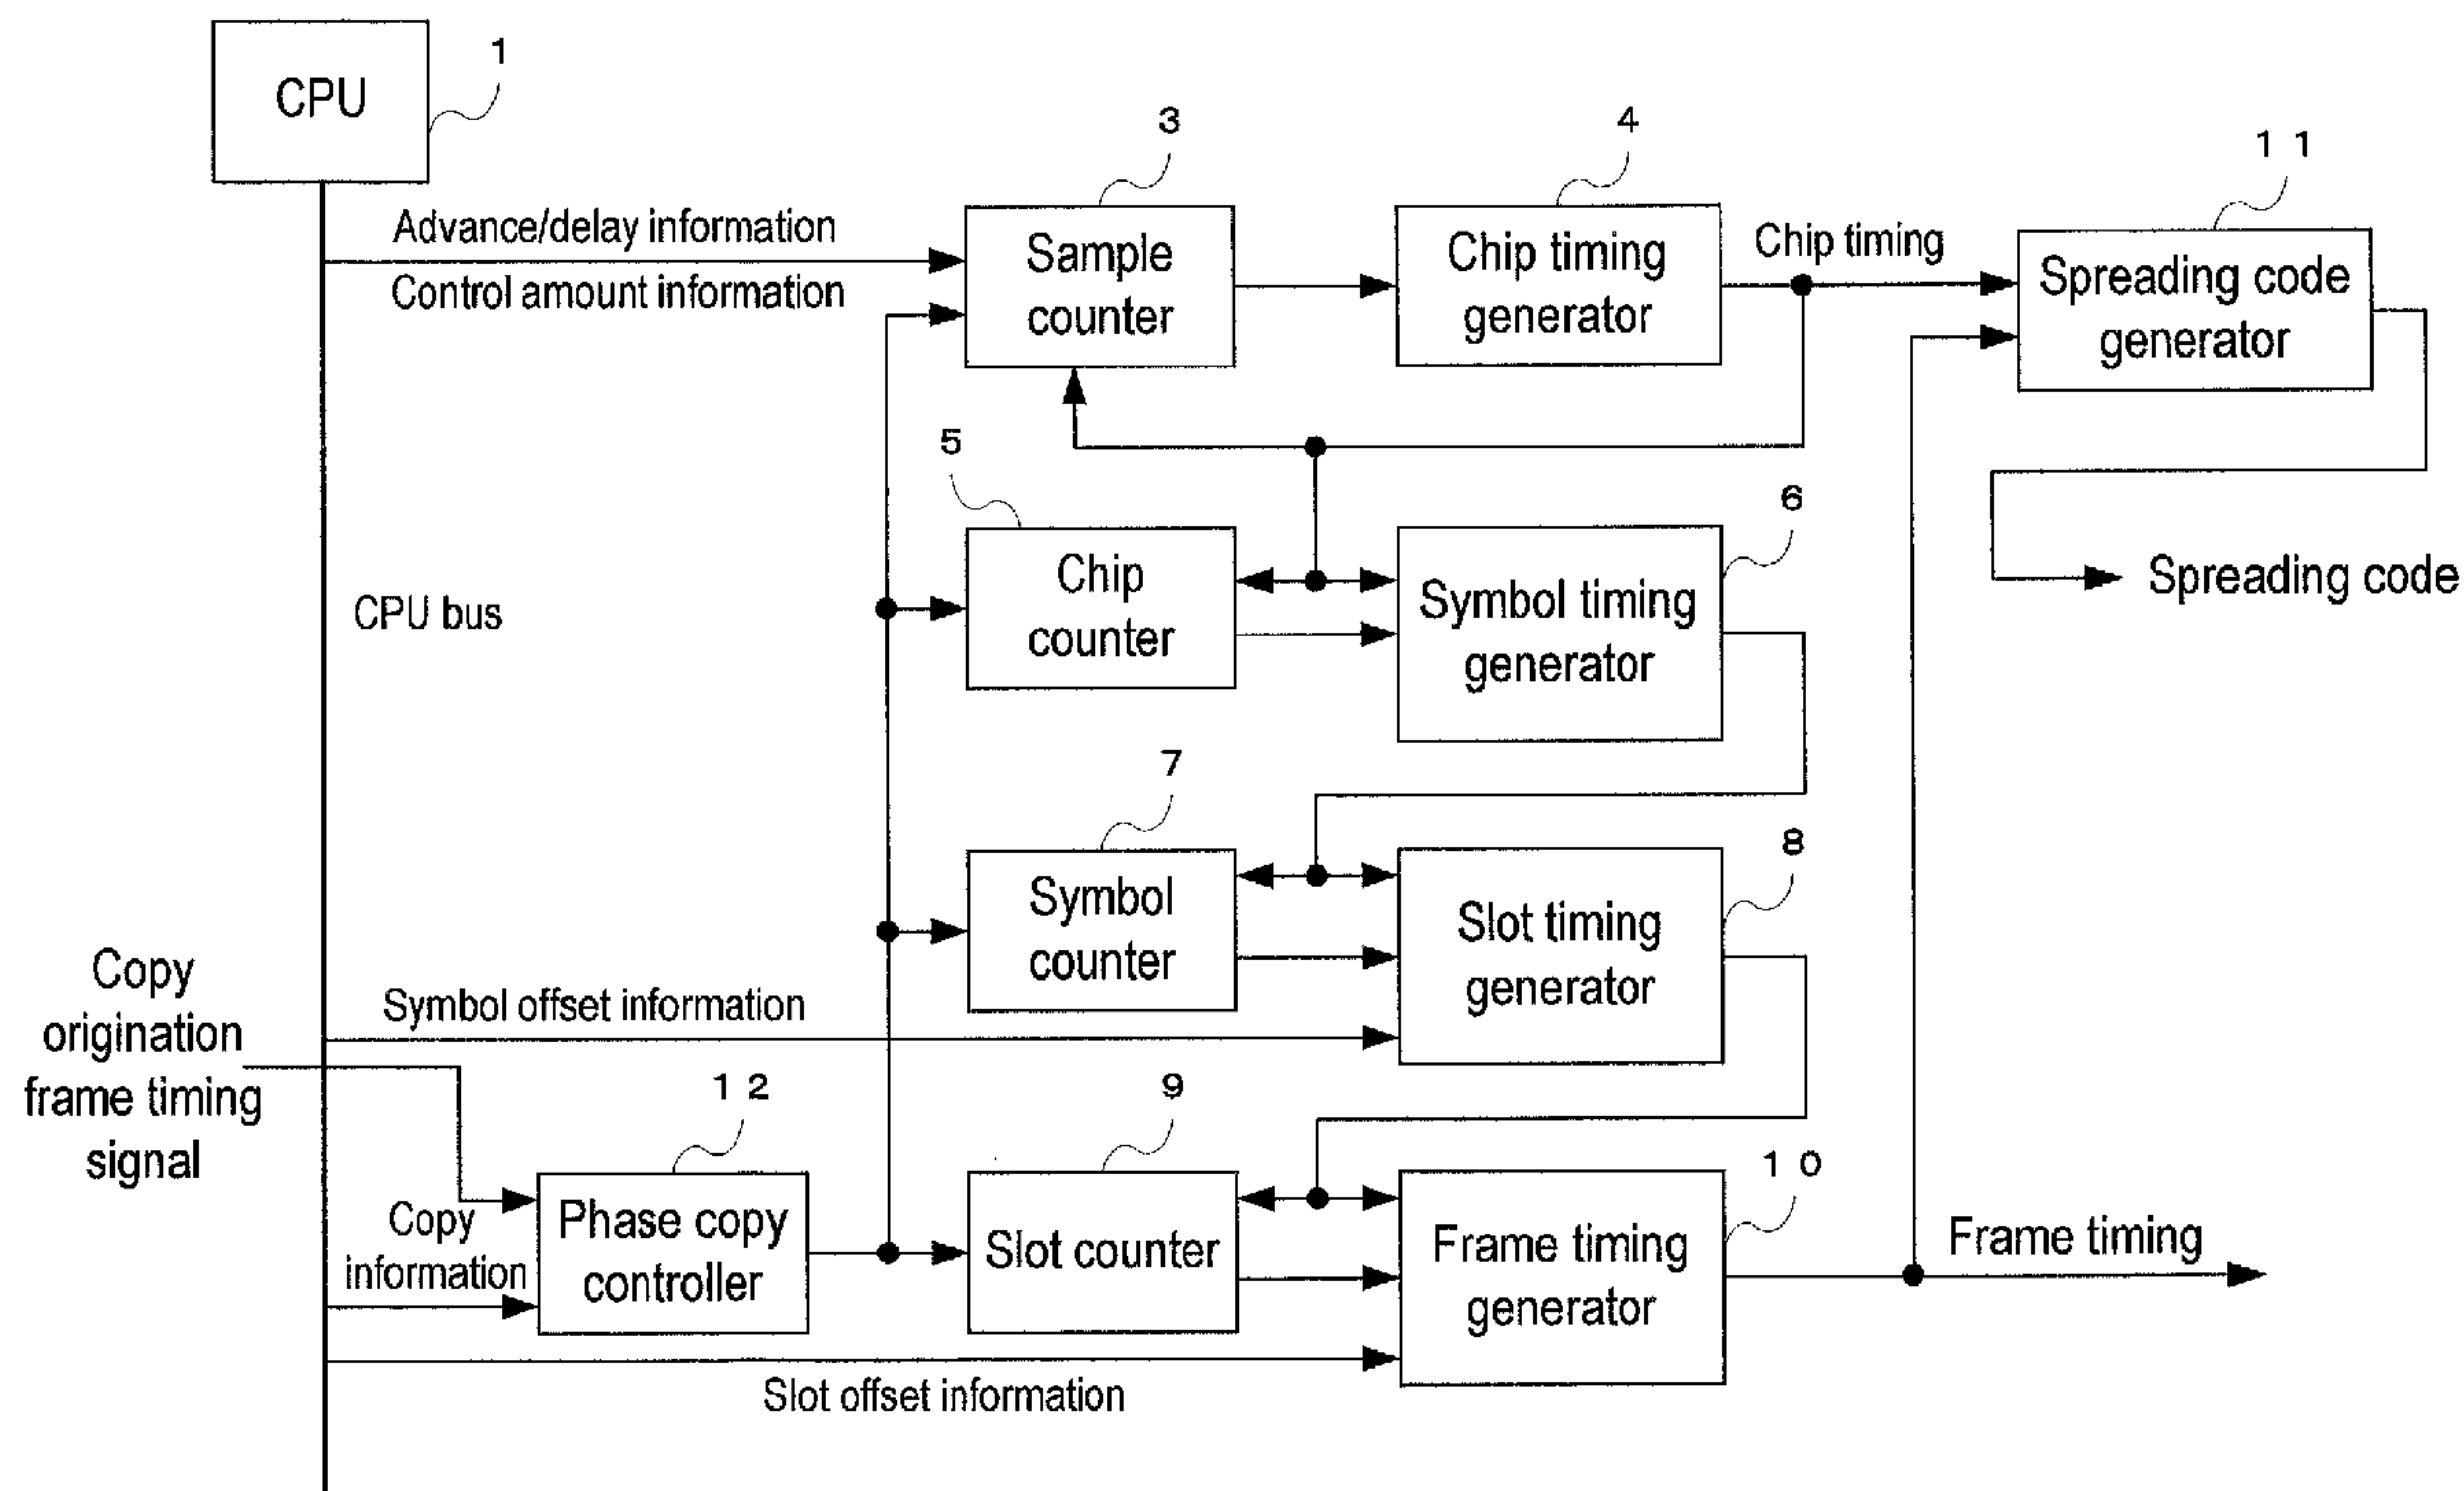 CPU
1
3
4
1 1
Advance/delay information
Control amount information
Sample
counter
Chip timing
generator
Chip timing
Spreading code
generator
5
6
Chip
counter
Symbol timing
generator
Spreading code
CPU bus
7
8
Symbol
counter
Slot timing
generator
Copy
origination
frame timing
signal
Symbol offset information
1 2
9
1 0
Copy
information
Phase copy
controller
Slot counter
Frame timing
generator
Frame timing
Slot offset information